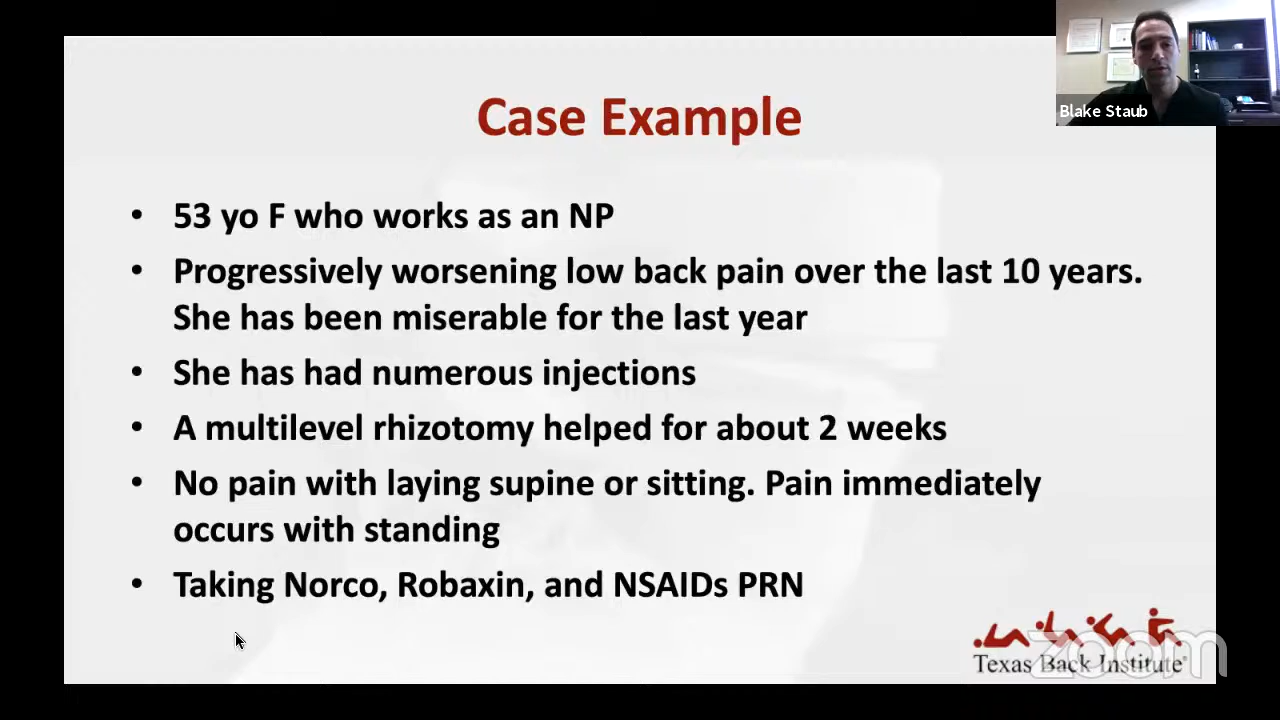 Blake Staub
Case Example
• 53 yo F who works as an NP
• Progressively worsening low back pain over the last 10 years.
She has been miserable for the last year
• She has had numerous injections
• A multilevel rhizotomy helped for about 2 weeks
• No pain with laying supine or sitting. Pain immediately
occurs with standing
• Taking Norco, Robaxin, and NSAIDs PRN
zoom
Texas Back Institute®